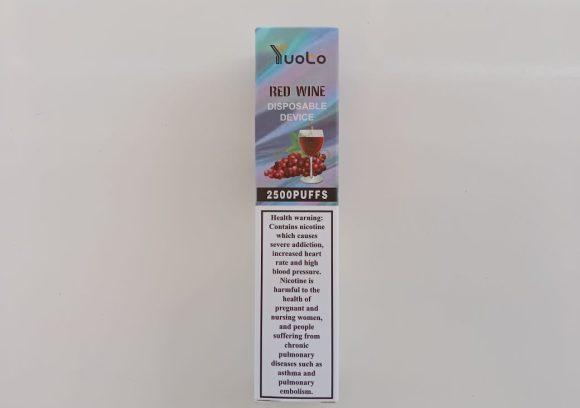 YuoLo
RED WINE
DISPOSABLE
DEVICE
2500PUFFS
Health warning:
Contains nicotine
which causes
severe addiction,
increased heart
rate and high
blood pressure.
Nicotine is
harmful to the
health of
pregnant and
nursing women,
and people
suffering from
chronic
pulmonary
diseases such as
asthma and
pulmonary
embolism.